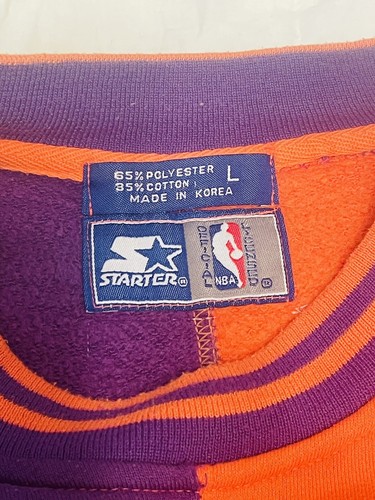 65% POLYESTER L
35% COTTON
MADE IN KOREA
STARTER®
OFFICIAL
NBA
LICENSED
®